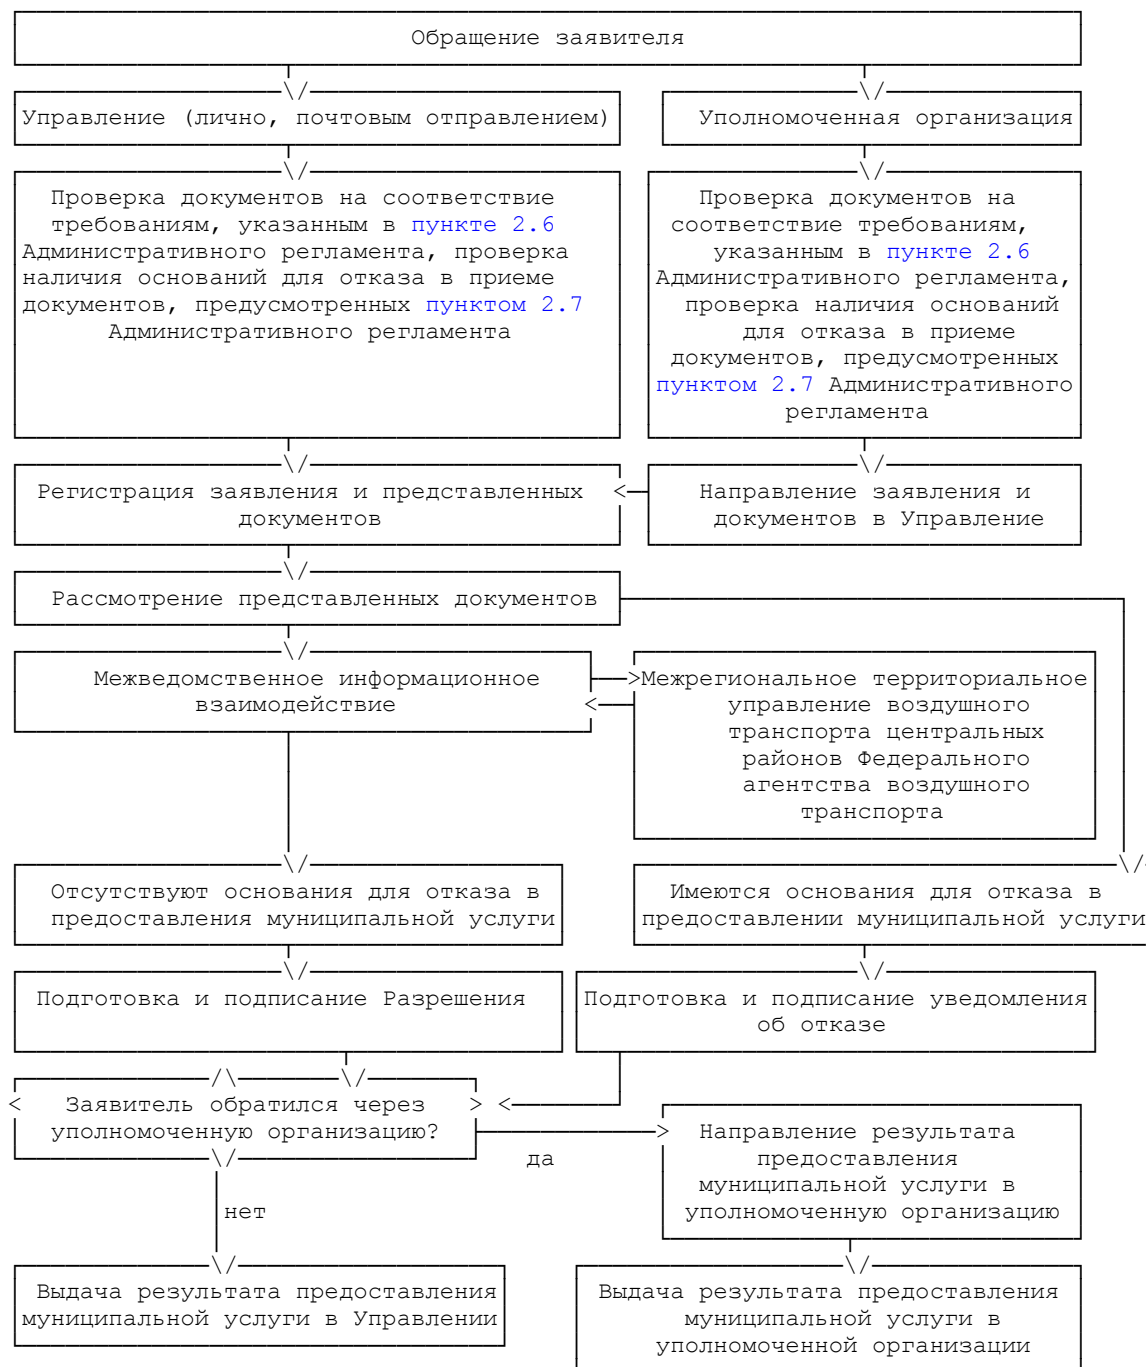 Обращение заявителя
Управление (лично, почтовым отправлением)
Уполномоченная организация
Проверка документов на соответствие
требованиям, указанным в пункте 2.6
Административного регламента, проверка
наличия оснований для отказа в приеме
документов, предусмотренных пунктом 2.7
Административного регламента
Проверка документов на
соответствие требованиям,
указанным в пункте 2.6
Административного регламента,
проверка наличия оснований
для отказа в приеме
документов, предусмотренных
пунктом 2.7 Административного
регламента
Регистрация заявления и представленных
документов
Направление заявления и
документов в Управление
Рассмотрение представленных документов
Межведомственное информационное
взаимодействие
Межрегиональное территориальное
управление воздушного
транспорта центральных
районов Федерального
агентства воздушного
транспорта
Отсутствуют основания для отказа в
предоставления муниципальной услуги
Имеются основания для отказа в
предоставлении муниципальной услуги
Подготовка и подписание Разрешения
Подготовка и подписание уведомления
об отказе
Заявитель обратился через
уполномоченную организацию?
да
Направление результата
предоставления
муниципальной услуги в
уполномоченную организацию
нет
Выдача результата предоставления
муниципальной услуги в Управлении
Выдача результата предоставления
муниципальной услуги в
уполномоченной организации